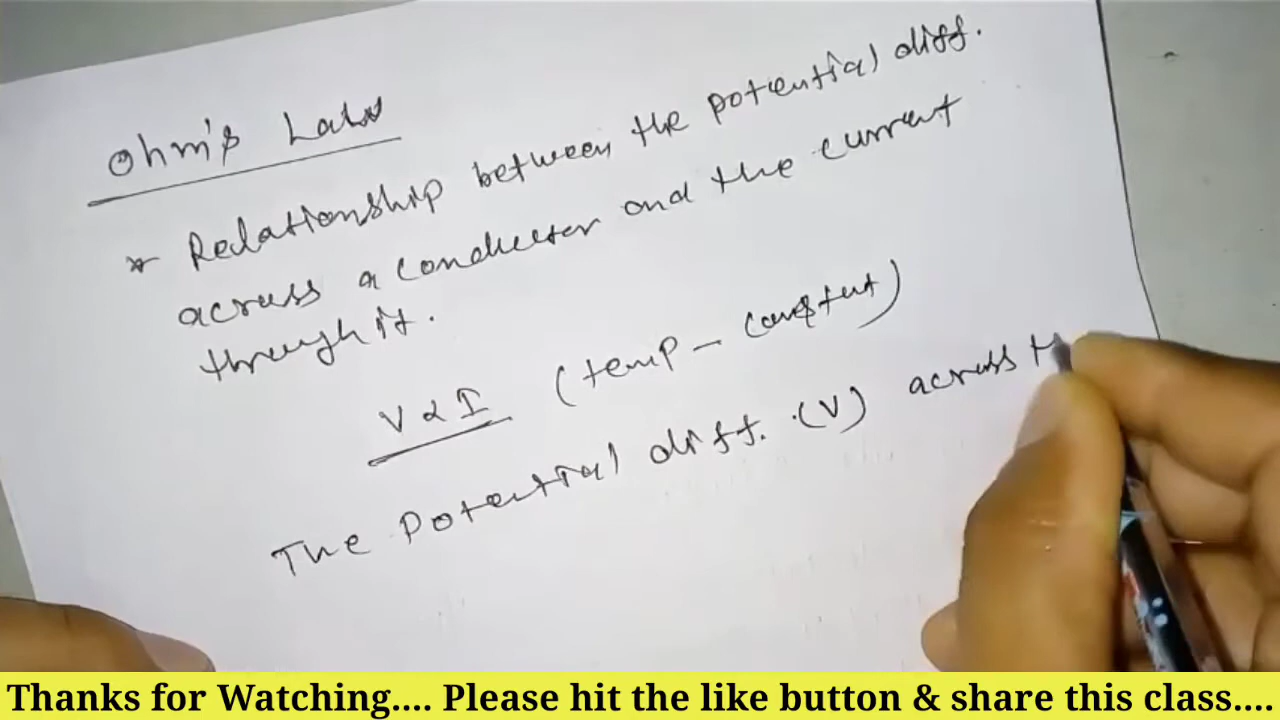 Ohm's Law
* Relationship between the potential diff.
across a conductor and the current
through it.
V α I (temp – constant)
The Potential diff. (V) across th
Thanks for Watching.... Please hit the like button & share this class....